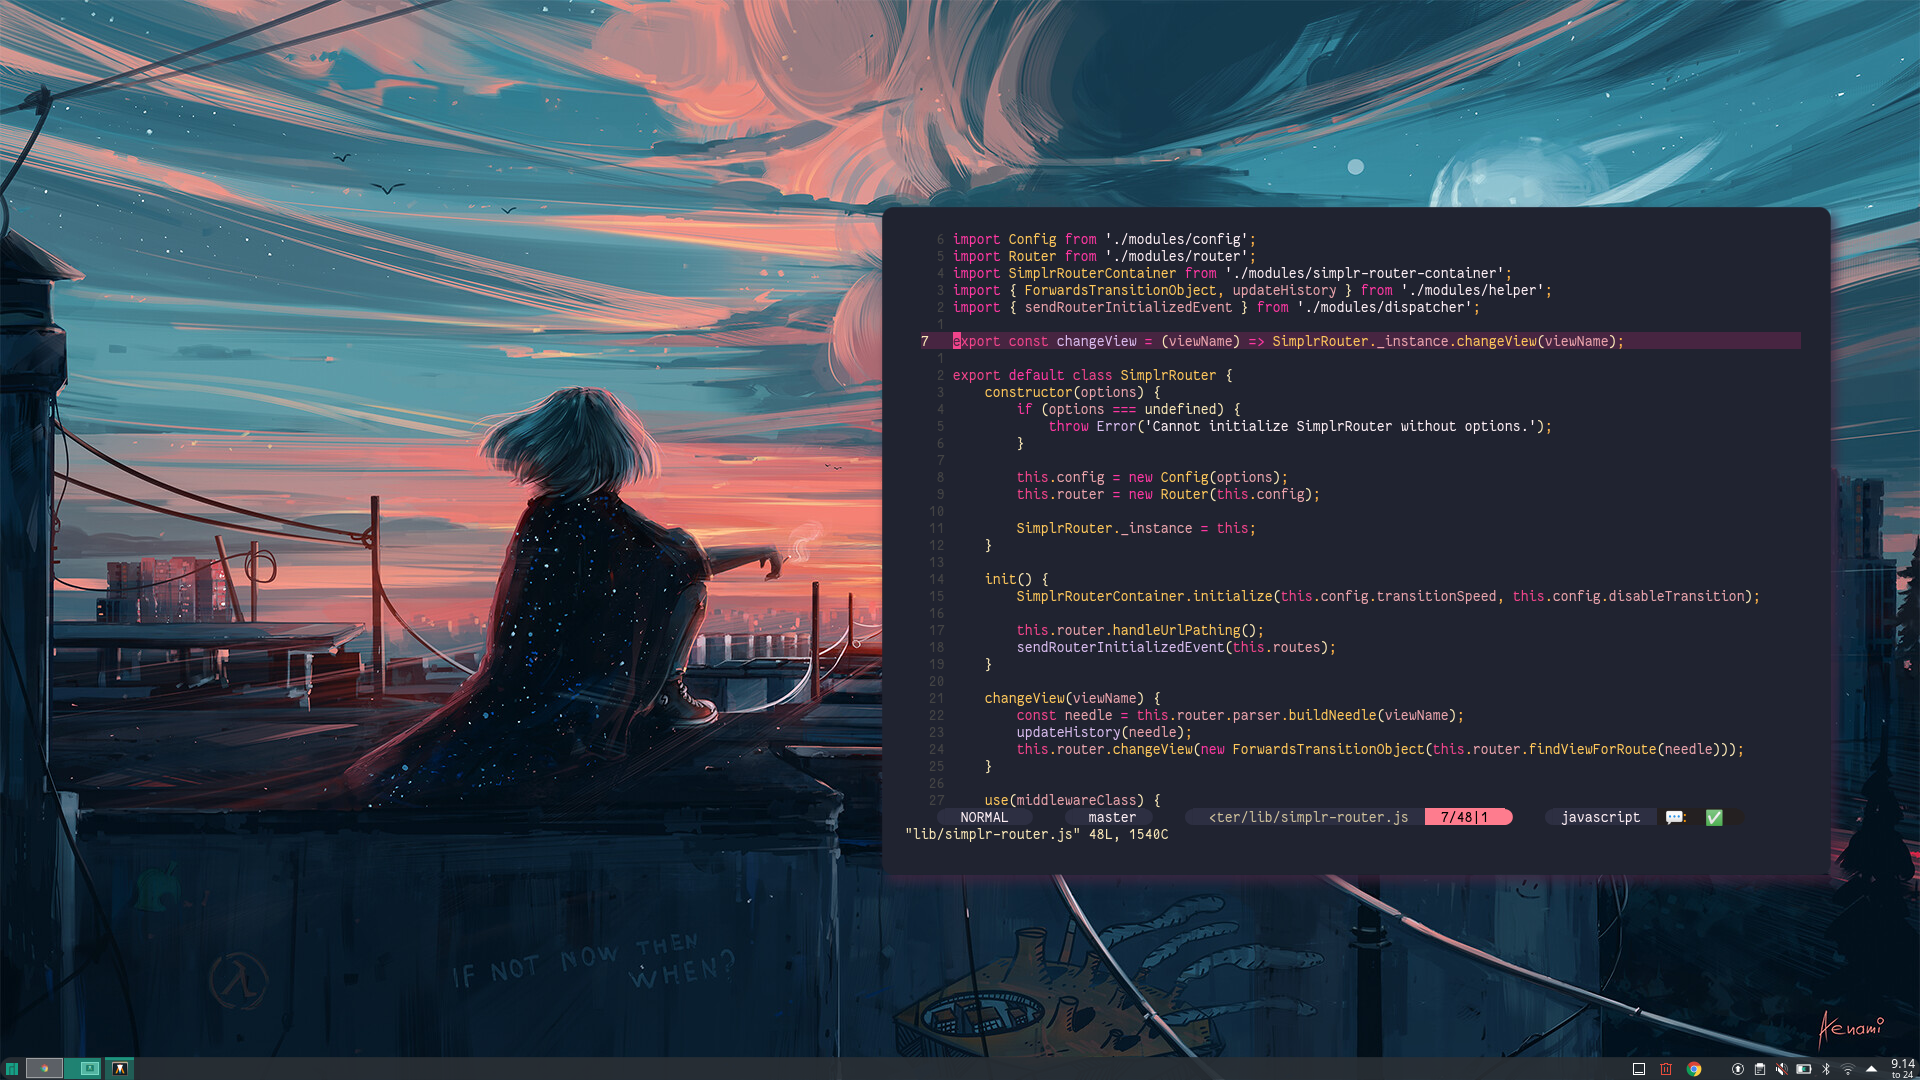 6 import Config from './modules/config';
5 import Router from './modules/router';
4 import SimplrRouterContainer from './modules/simplr-router-container';
3 import { ForwardsTransitionObject, updateHistory } from './modules/helper';
2 import { sendRouterInitializedEvent } from './modules/dispatcher';
1
7 export const changeView = (viewName) => SimplrRouter._instance.changeView(viewName);
1
2 export default class SimplrRouter {
3 constructor(options) {
4 if (options === undefined) {
5 throw Error('Cannot initialize SimplrRouter without options.');
6 }
7
8 this.config = new Config(options);
9 this.router = new Router(this.config);
10
11 SimplrRouter._instance = this;
12 }
13
14 init() {
15 SimplrRouterContainer.initialize(this.config.transitionSpeed, this.config.disableTransition);
16
17 this.router.handleUrlPathing();
18 sendRouterInitializedEvent(this.routes);
19 }
20
21 changeView(viewName) {
22 const needle = this.router.parser.buildNeedle(viewName);
23 updateHistory(needle);
24 this.router.changeView(new ForwardsTransitionObject(this.router.findViewForRoute(needle)));
25 }
26
27 use(middlewareClass) {
NORMAL master <ter/lib/simplr-router.js 7/48|1 javascript 💬: ✅
"lib/simplr-router.js" 48L, 1540C
IF NOT NOW THEN
WHEN?
λ
Aenami
9.14
to 24